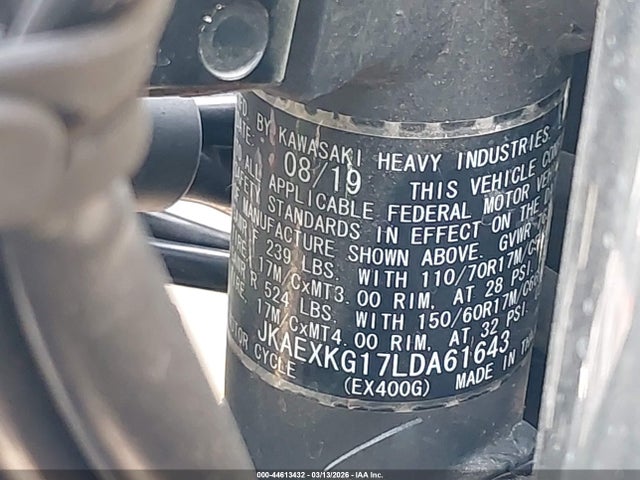 BY KAWASAKI HEAVY INDUSTRIES
DATE: 08/19 THIS VEHICLE
ALL APPLICABLE FEDERAL MOTOR
SAFETY STANDARDS IN EFFECT ON THE
MANUFACTURE SHOWN ABOVE. GVWR
F 239 LBS. WITH 110/70R17M/C
17M/CxMT3.00 RIM. AT 28 PSI.
R 524 LBS. WITH 150/60R17M/C
17M/CxMT4.00 RIM. AT 32 PSI.
JKAEXKG17LDA61643
CYCLE (EX400G) MADE IN
000-44613432 - 03/13/2026 - IAA Inc.